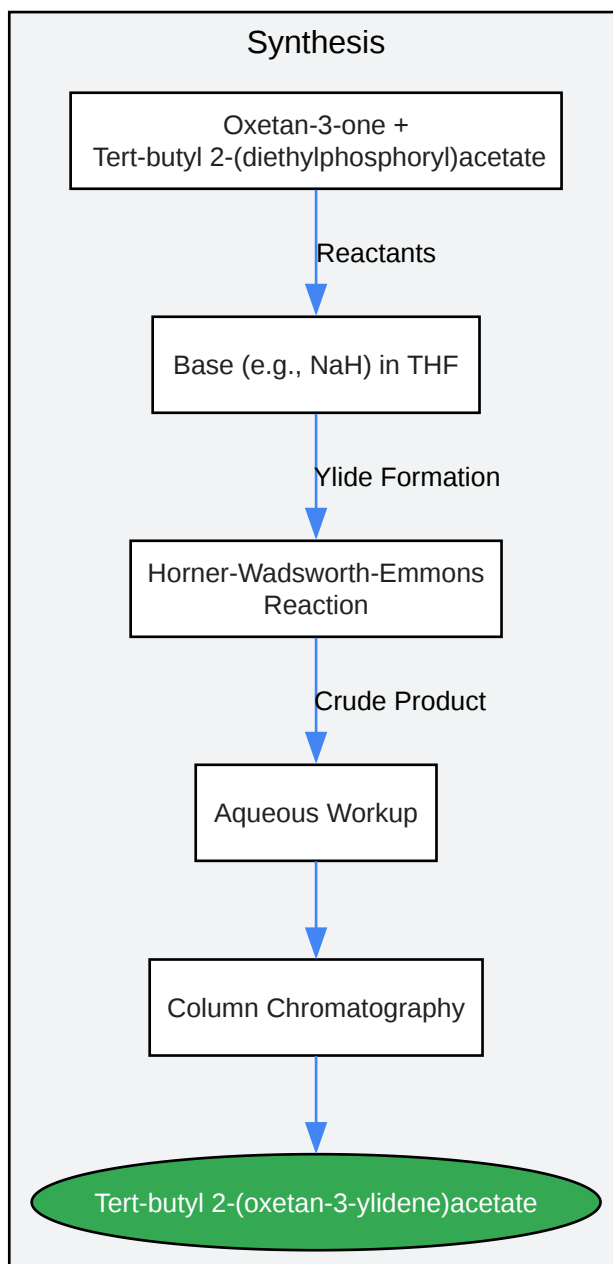 Synthesis
Oxetan-3-one +
Tert-butyl 2-(diethylphosphoryl)acetate
Reactants
Base (e.g., NaH) in THF
Ylide Formation
Horner-Wadsworth-Emmons
Reaction
Crude Product
Aqueous Workup
Column Chromatography
Tert-butyl 2-(oxetan-3-ylidene)acetate